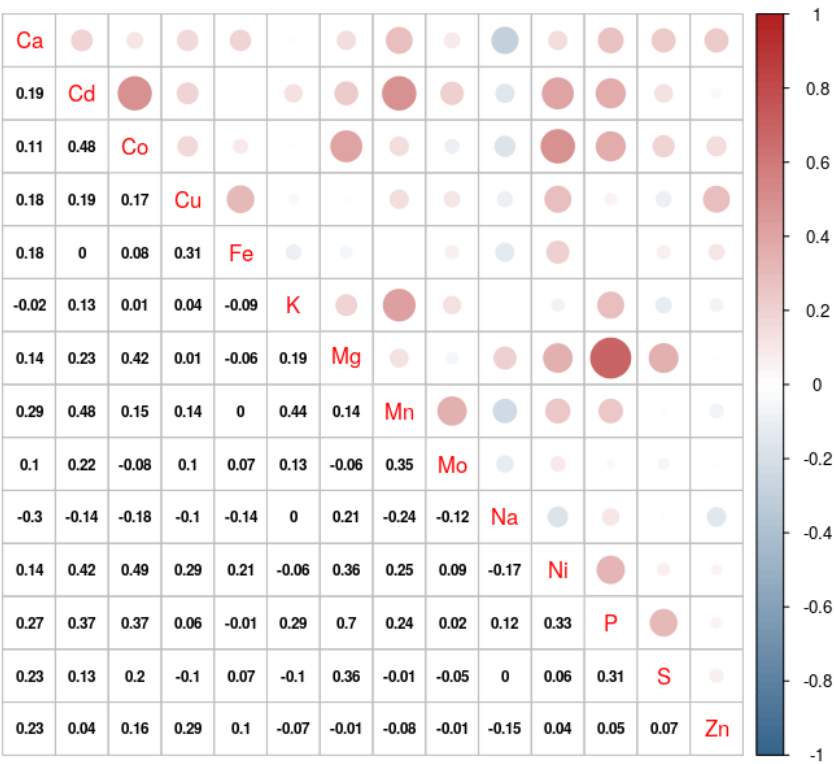 Ca 1
0.19 Cd 0.8
0.11 0.48 Co
0.6
0.18 0.19 0.17 Cu
0.4
0.18 0 0.08 0.31 Fe
-0.02 0.13 0.01 0.04 -0.09 K 0.2
0.14 0.23 0.42 0.01 -0.06 0.19 Mg
0
0.29 0.48 0.15 0.14 0 0.44 0.14 Mn
0.1 0.22 -0.08 0.1 0.07 0.13 -0.06 0.35 Mo -0.2
-0.3 -0.14 -0.18 -0.1 -0.14 0 0.21 -0.24 -0.12 Na
-0.4
0.14 0.42 0.49 0.29 0.21 -0.06 0.36 0.25 0.09 -0.17 Ni
-0.6
0.27 0.37 0.37 0.06 -0.01 0.29 0.7 0.24 0.02 0.12 0.33 P
0.23 0.13 0.2 -0.1 0.07 -0.1 0.36 -0.01 -0.05 0 0.06 0.31 S -0.8
0.23 0.04 0.16 0.29 0.1 -0.07 -0.01 -0.08 -0.01 -0.15 0.04 0.05 0.07 Zn
-1